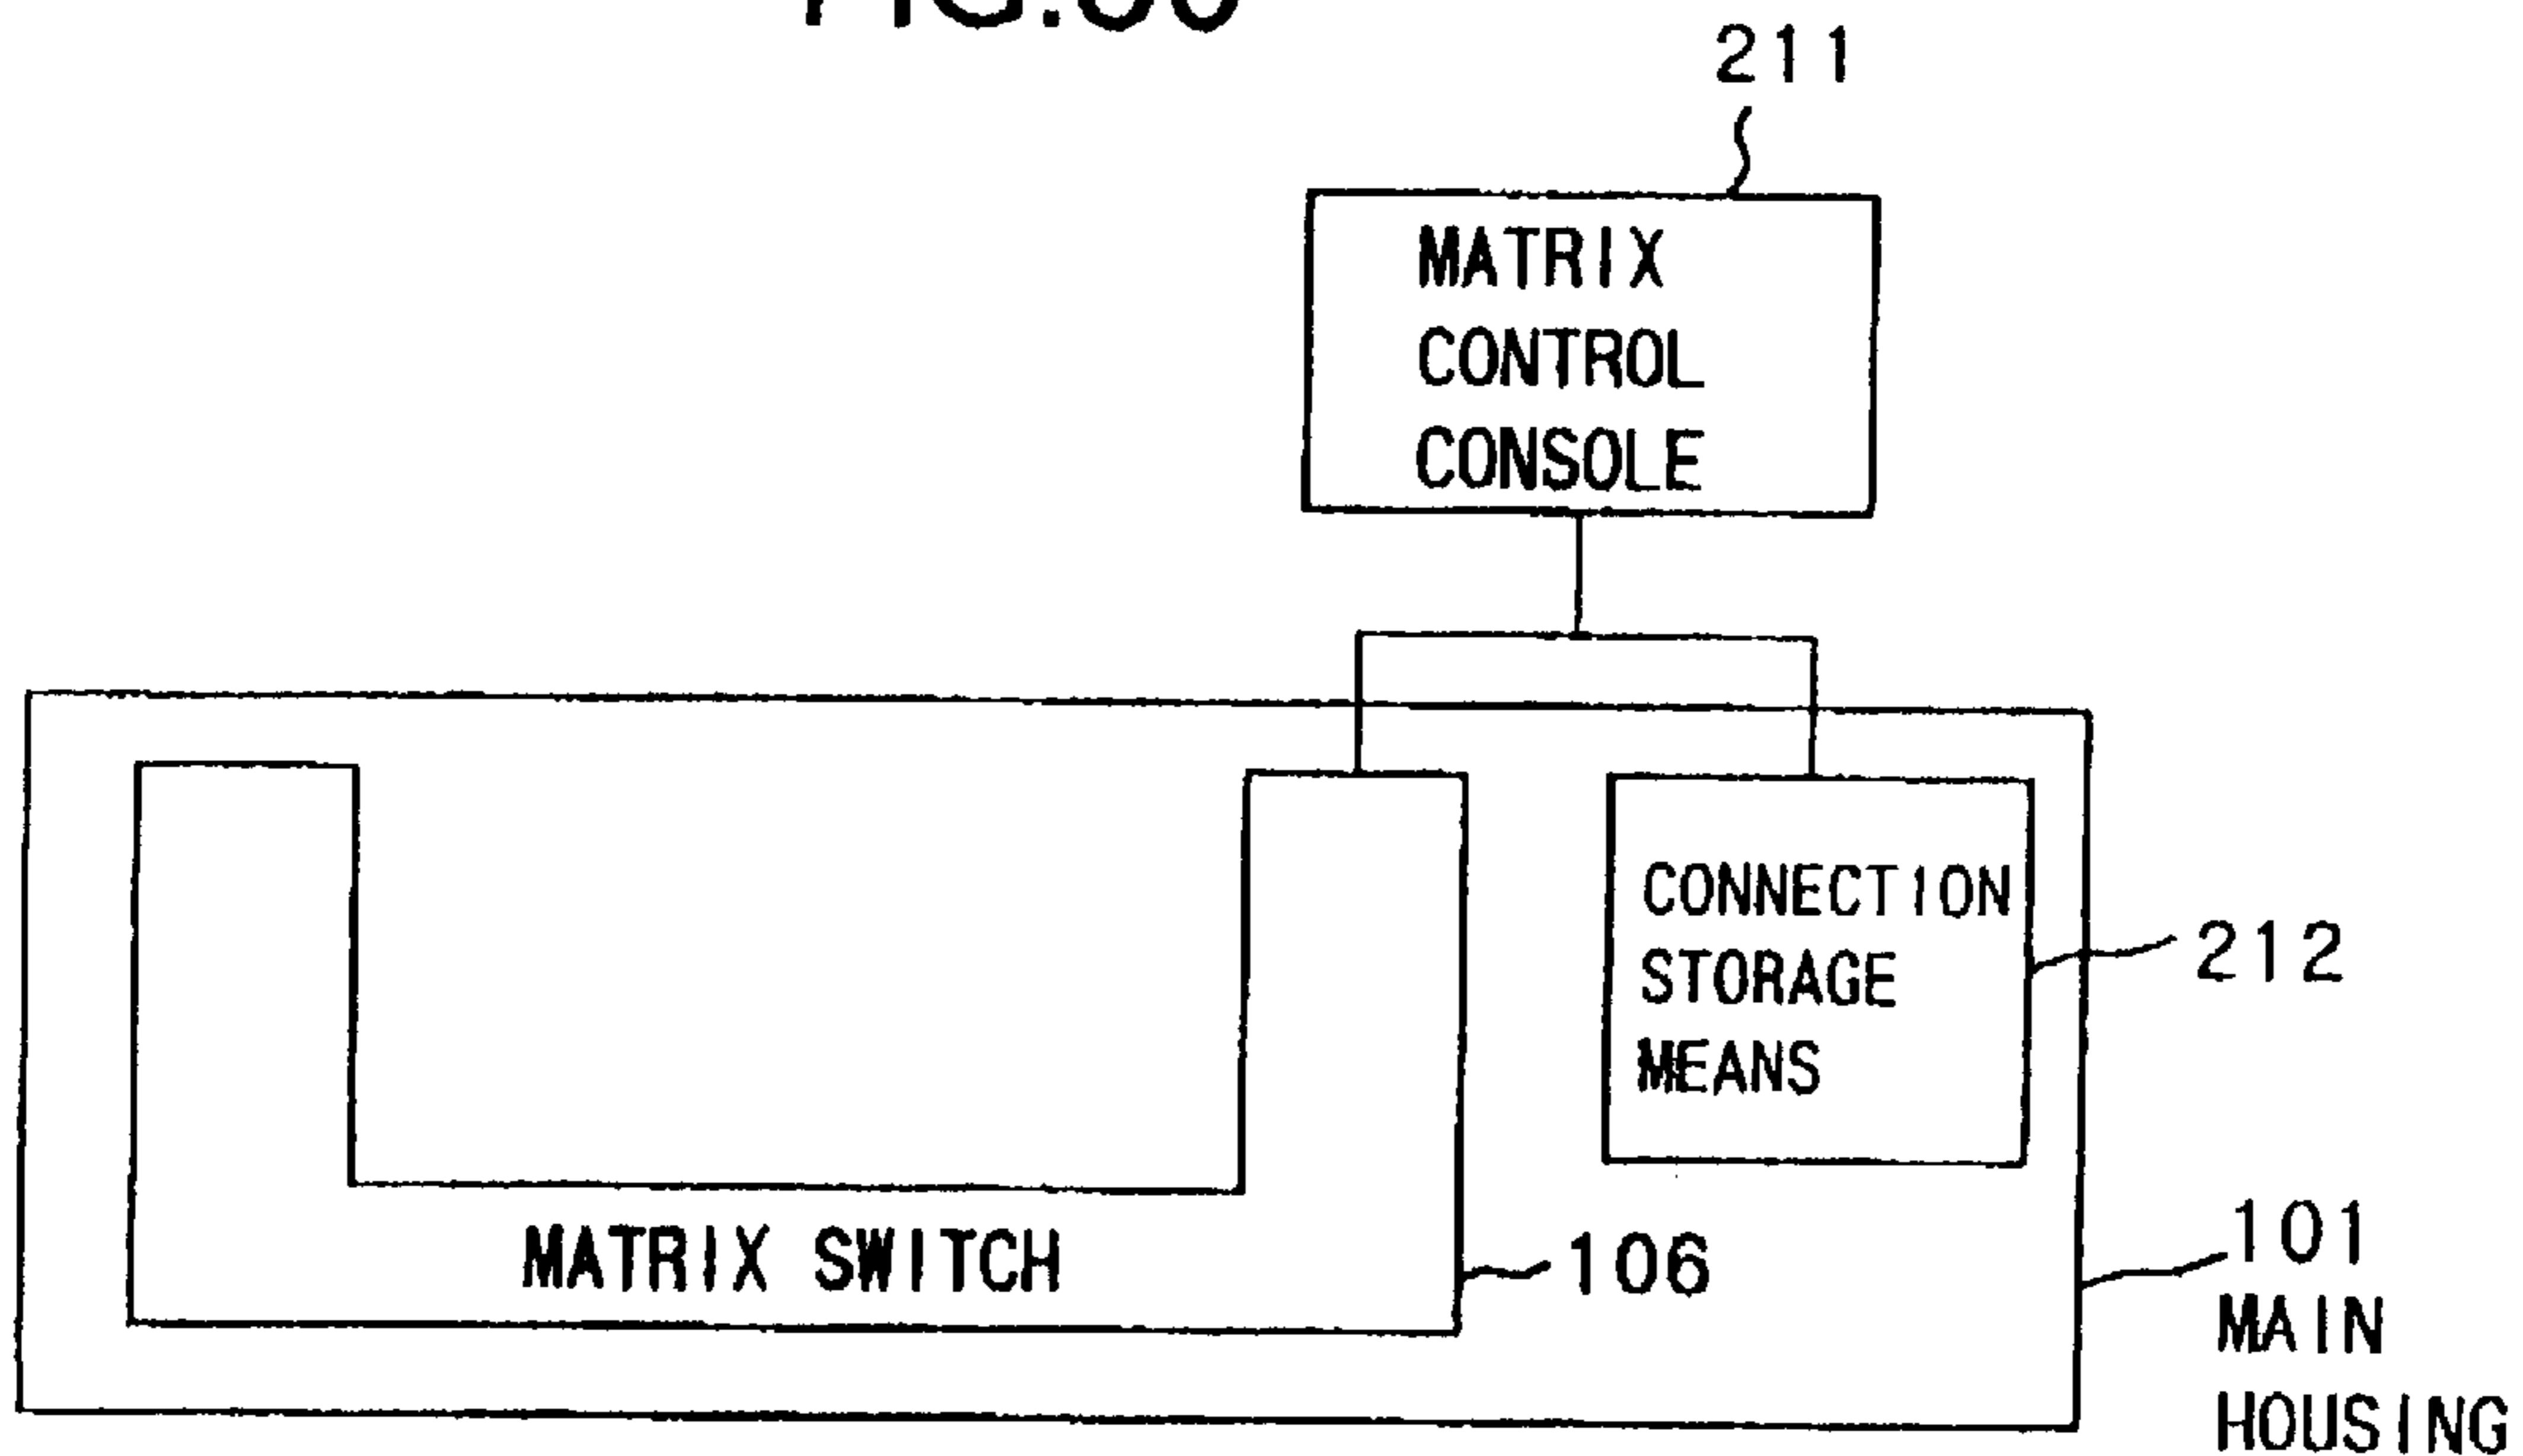 211
MATRIX
CONTROL
CONSOLE
CONNECTION
STORAGE
MEANS
212
MATRIX SWITCH
106
101
MAIN
HOUSING